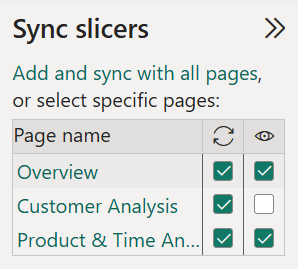 Sync slicers
Add and sync with all pages,
or select specific pages:
Page name
Overview
Customer Analysis
Product & Time An...